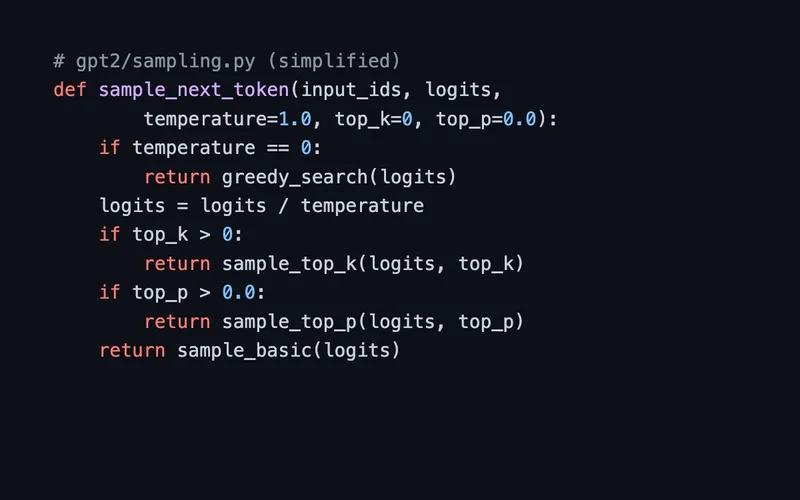 # gpt2/sampling.py (simplified)
def sample_next_token(input_ids, logits,
        temperature=1.0, top_k=0, top_p=0.0):
    if temperature == 0:
        return greedy_search(logits)
    logits = logits / temperature
    if top_k > 0:
        return sample_top_k(logits, top_k)
    if top_p > 0.0:
        return sample_top_p(logits, top_p)
    return sample_basic(logits)